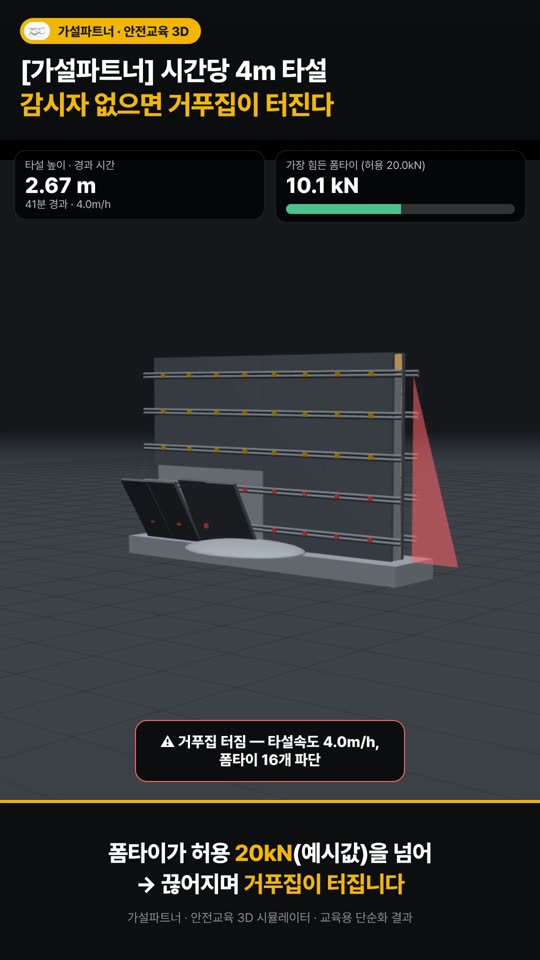 가설파트너 · 안전교육 3D
[가설파트너] 시간당 4m 타설
감시자 없으면 거푸집이 터진다
타설 높이 · 경과 시간
2.67 m
41분 경과 · 4.0m/h
가장 힘든 폼타이 (허용 20.0kN)
10.1 kN
⚠ 거푸집 터짐 — 타설속도 4.0m/h,
폼타이 16개 파단
폼타이가 허용 20kN(예시값)을 넘어
→ 끊어지며 거푸집이 터집니다
가설파트너 · 안전교육 3D 시뮬레이터 · 교육용 단순화 결과